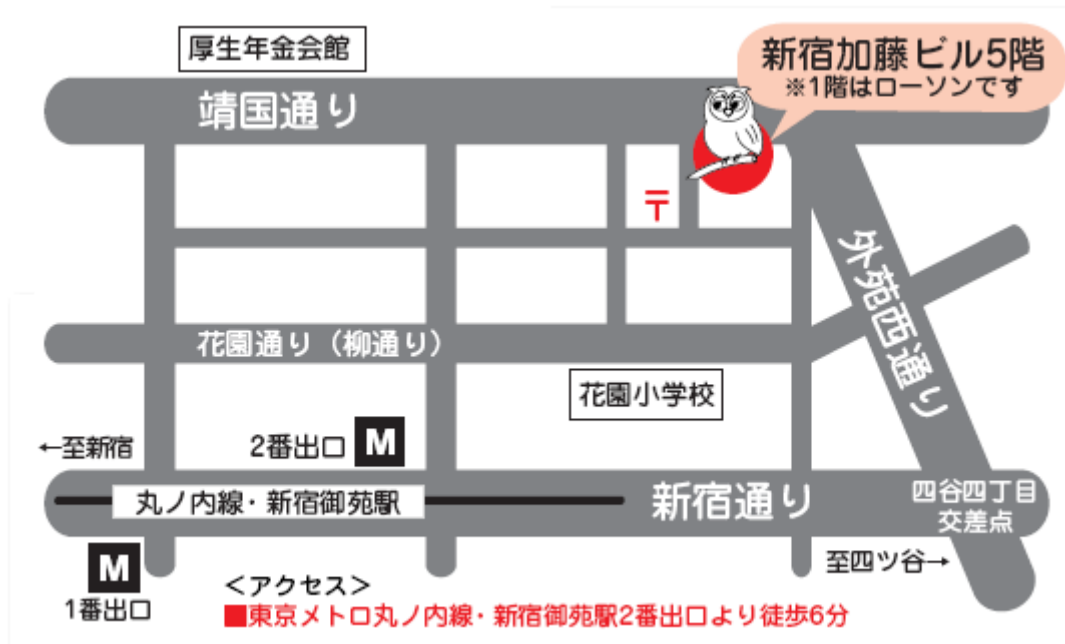 厚生年金会館
新宿加藤ビル5階
※1階はローソンです
靖国通り
〒
外苑西通り
花園通り（柳通り）
花園小学校
←至新宿
2番出口 M
丸ノ内線・新宿御苑駅
新宿通り
四谷四丁目
交差点
M
1番出口
至四ツ谷→
＜アクセス＞
■東京メトロ丸ノ内線・新宿御苑駅2番出口より徒歩6分